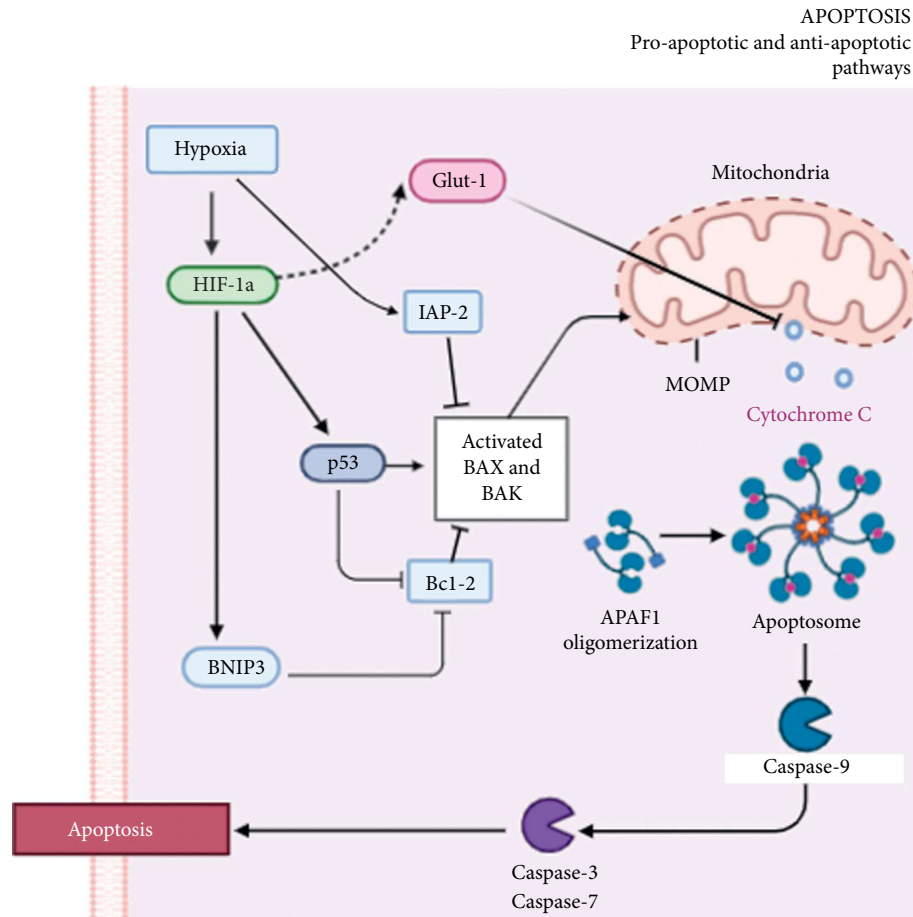 APOPTOSIS
Pro-apoptotic and anti-apoptotic
pathways
Hypoxia
Glut-1
Mitochondria
HIF-1a
IAP-2
MOMP
Cytochrome C
Activated
BAX and
BAK
p53
Bc1-2
APAF1
oligomerization
Apoptosome
BNIP3
Caspase-9
Apoptosis
Caspase-3
Caspase-7